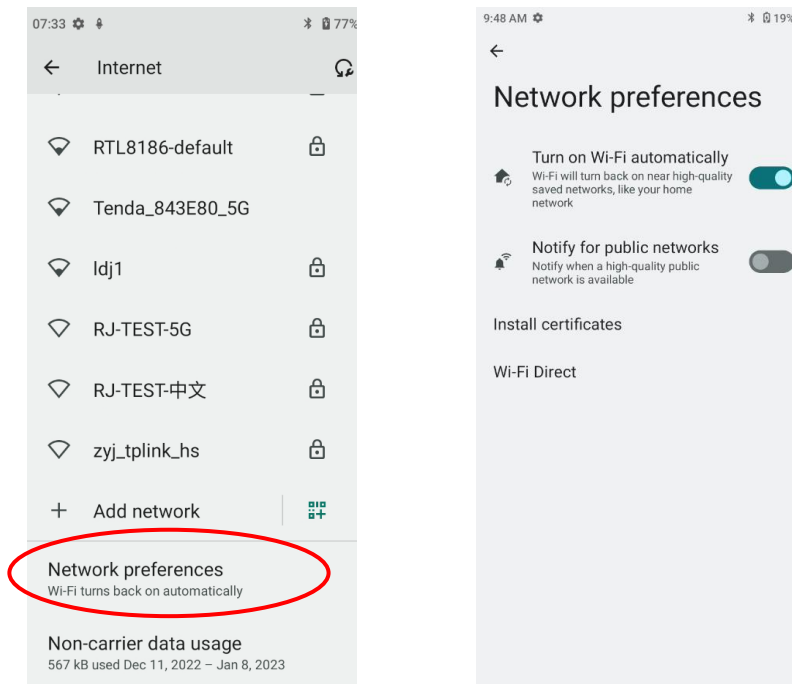 07:33 77%
Internet
RTL8186-default
Tenda_843E80_5G
ldj1
RJ-TEST-5G
RJ-TEST-中文
zyj_tplink_hs
Add network
Network preferences
Wi-Fi turns back on automatically
Non-carrier data usage
567 kB used Dec 11, 2022 – Jan 8, 2023
9:48 AM 19%
Network preferences
Turn on Wi-Fi automatically
Wi-Fi will turn back on near high-quality
saved networks, like your home
network
Notify for public networks
Notify when a high-quality public
network is available
Install certificates
Wi-Fi Direct